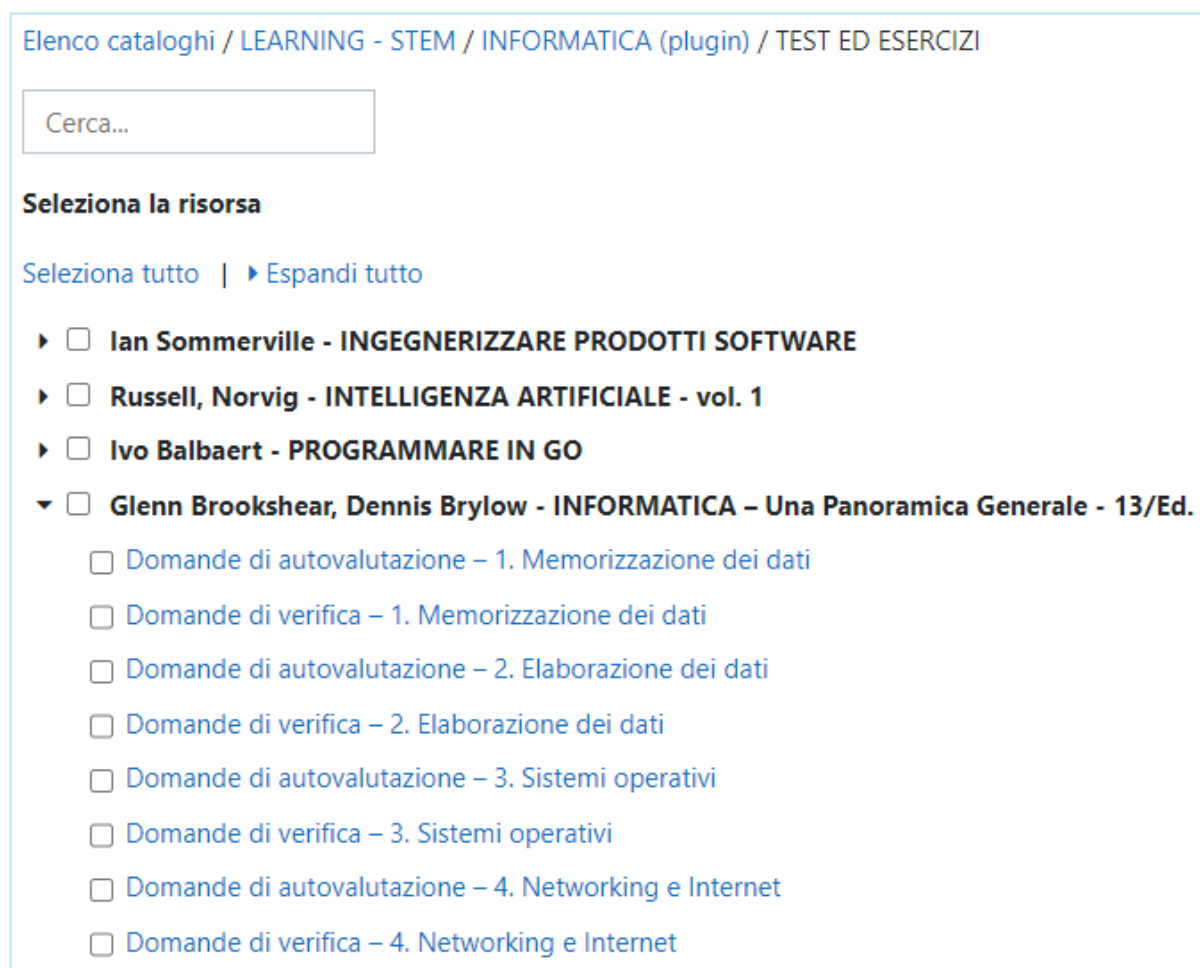 Elenco cataloghi / LEARNING - STEM / INFORMATICA (plugin) / TEST ED ESERCIZI
Cerca...
Seleziona la risorsa
Seleziona tutto | Espandi tutto
Ian Sommerville - INGEGNERIZZARE PRODOTTI SOFTWARE
Russell, Norvig - INTELLIGENZA ARTIFICIALE - vol. 1
Ivo Balbaert - PROGRAMMARE IN GO
Glenn Brookshear, Dennis Brylow - INFORMATICA – Una Panoramica Generale - 13/Ed.
Domande di autovalutazione – 1. Memorizzazione dei dati
Domande di verifica – 1. Memorizzazione dei dati
Domande di autovalutazione – 2. Elaborazione dei dati
Domande di verifica – 2. Elaborazione dei dati
Domande di autovalutazione – 3. Sistemi operativi
Domande di verifica – 3. Sistemi operativi
Domande di autovalutazione – 4. Networking e Internet
Domande di verifica – 4. Networking e Internet